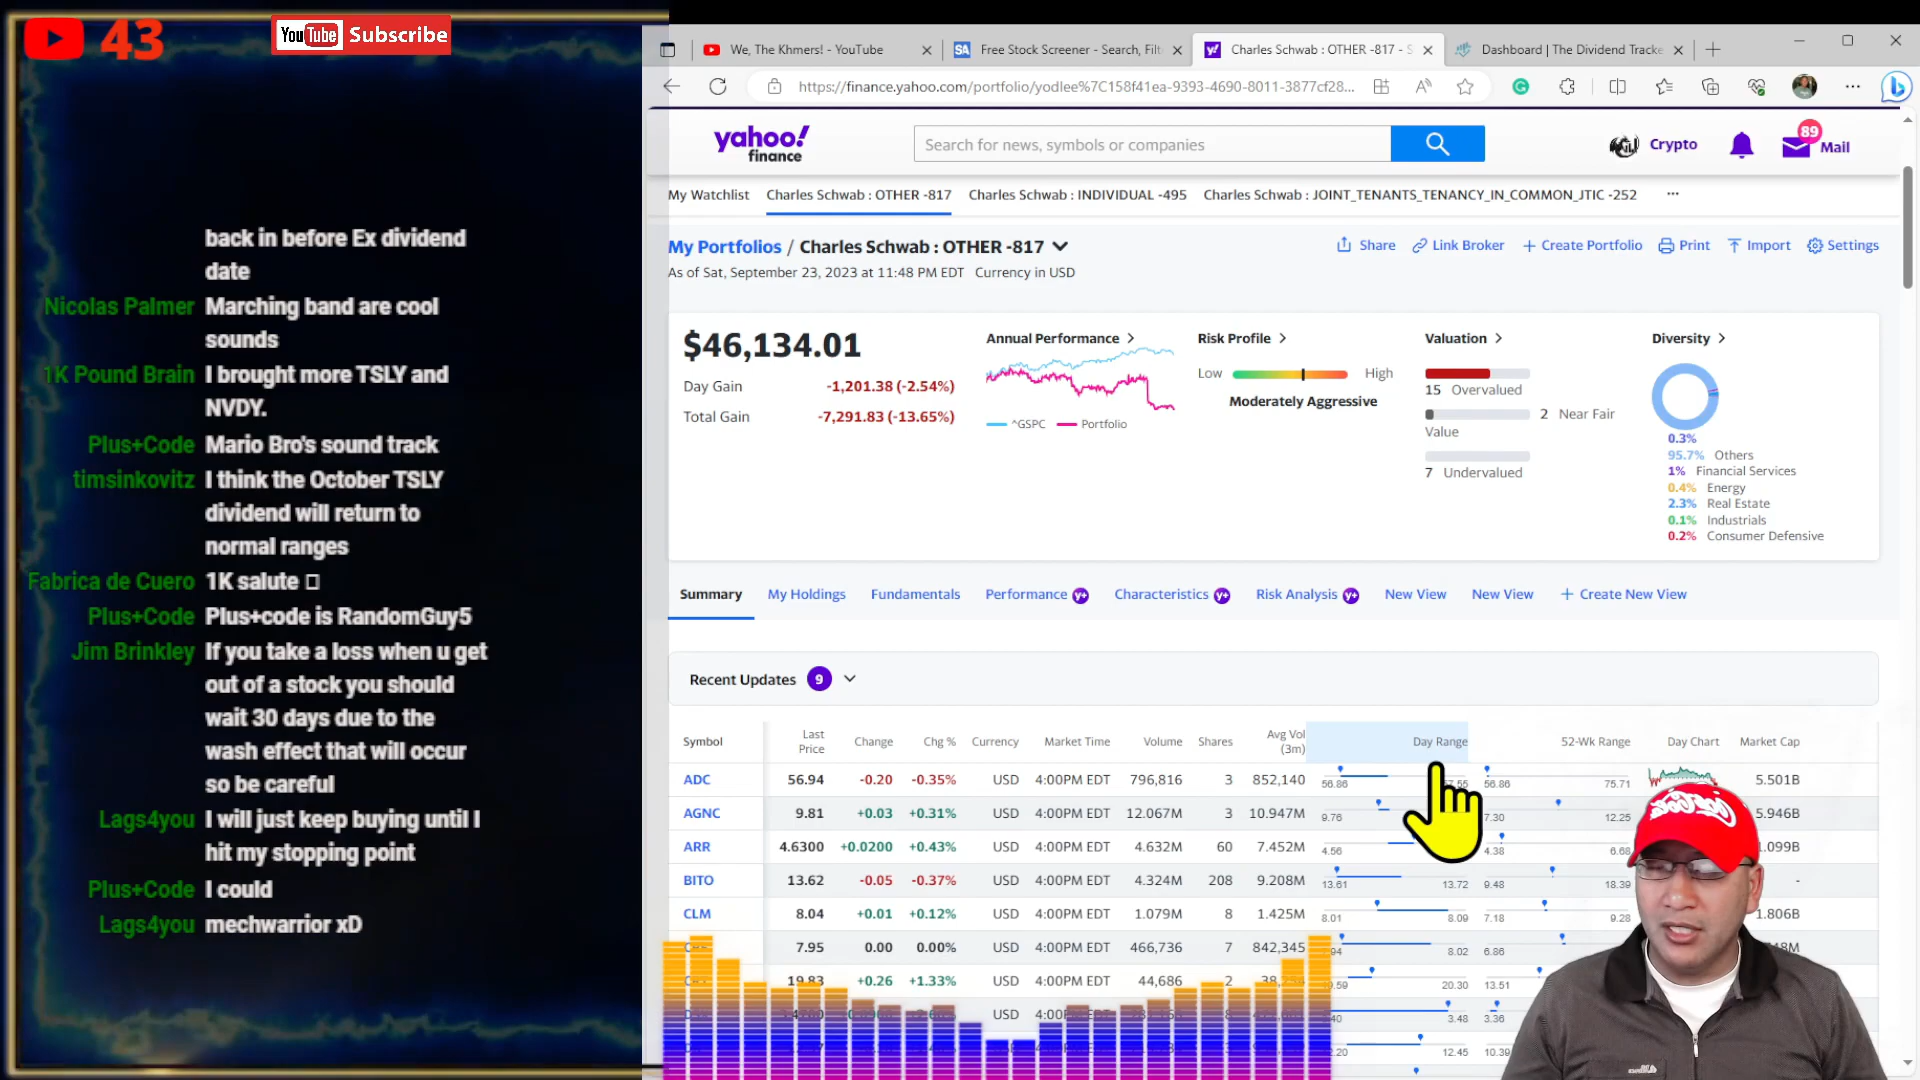 43
YouTube Subscribe
back in before Ex dividend
date
Nicolas Palmer Marching band are cool
sounds
1K Pound Brain I brought more TSLY and
NVDY.
Plus+Code Mario Bro's sound track
timsinkovitz I think the October TSLY
dividend will return to
normal ranges
Fabrica de Cuero 1K salute
Plus+Code Plus+code is RandomGuy5
Jim Brinkley If you take a loss when u get
out of a stock you should
wait 30 days due to the
wash effect that will occur
so be careful
Lags4you I will just keep buying until I
hit my stopping point
Plus+Code I could
Lags4you mechwarrior xD
We, The Khmers! - YouTube
SA Free Stock Screener - Search, Filt
Charles Schwab : OTHER -817 - S
Dashboard | The Dividend Tracke
https://finance.yahoo.com/portfolio/yodlee%7C158f41ea-9393-4690-8011-3877cf28...
yahoo!
finance
Search for news, symbols or companies
Crypto
89
Mail
My Watchlist Charles Schwab : OTHER -817 Charles Schwab : INDIVIDUAL -495 Charles Schwab : JOINT_TENANTS_TENANCY_IN_COMMON_JTIC -252 ...
My Portfolios / Charles Schwab : OTHER -817
Share Link Broker + Create Portfolio Print Import Settings
As of Sat, September 23, 2023 at 11:48 PM EDT Currency in USD
$46,134.01
Day Gain -1,201.38 (-2.54%)
Total Gain -7,291.83 (-13.65%)
Annual Performance
^GSPC Portfolio
Risk Profile
Low High
Moderately Aggressive
Valuation
15 Overvalued
2 Near Fair
Value
7 Undervalued
Diversity
0.3%
95.7% Others
1% Financial Services
0.4% Energy
2.3% Real Estate
0.1% Industrials
0.2% Consumer Defensive
Summary My Holdings Fundamentals Performance y+ Characteristics y+ Risk Analysis y+ New View New View + Create New View
Recent Updates 9
Symbol Last Price Change Chg % Currency Market Time Volume Shares Avg Vol (3m) Day Range 52-Wk Range Day Chart Market Cap
ADC 56.94 -0.20 -0.35% USD 4:00PM EDT 796,816 3 852,140 56.86 56.86 75.71 5.501B
AGNC 9.81 +0.03 +0.31% USD 4:00PM EDT 12.067M 3 10.947M 9.76 7.30 12.25 5.946B
ARR 4.6300 +0.0200 +0.43% USD 4:00PM EDT 4.632M 60 7.452M 4.56 4.38 6.68 1.099B
BITO 13.62 -0.05 -0.37% USD 4:00PM EDT 4.324M 208 9.208M 13.61 13.72 9.48 18.39 -
CLM 8.04 +0.01 +0.12% USD 4:00PM EDT 1.079M 8 1.425M 8.01 8.09 7.18 9.28 1.806B
7.95 0.00 0.00% USD 4:00PM EDT 466,736 7 842,345 8.02 6.86
19.83 +0.26 +1.33% USD 4:00PM EDT 44,686 2 20.30 13.51
USD 3.48 3.36
12.45 10.39
Coca-Cola